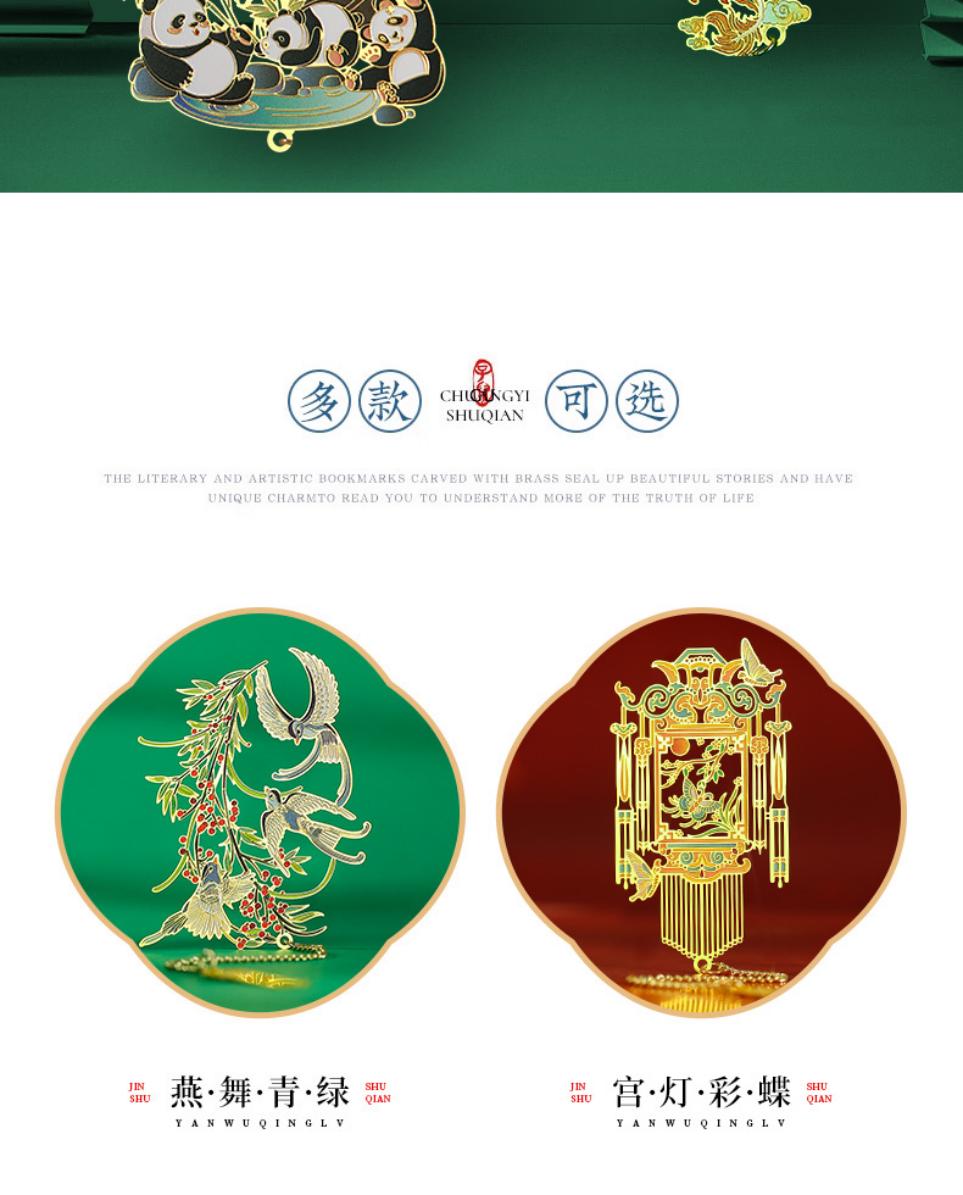 多款 可选
SHUQIAN
THE LITERARY AND ARTISTIC BOOKMARKS CARVED WITH BRASS SEAL UP BEAUTIFUL STORIES AND HAVE
UNIQUE CHARMTO READ YOU TO UNDERSTAND MORE OF THE TRUTH OF LIFE
JIN SHU 燕·舞·青·绿 SHU QIAN
YANWUQINGLV
JIN SHU 宫·灯·彩·蝶 SHU QIAN
YANWUQINGLV